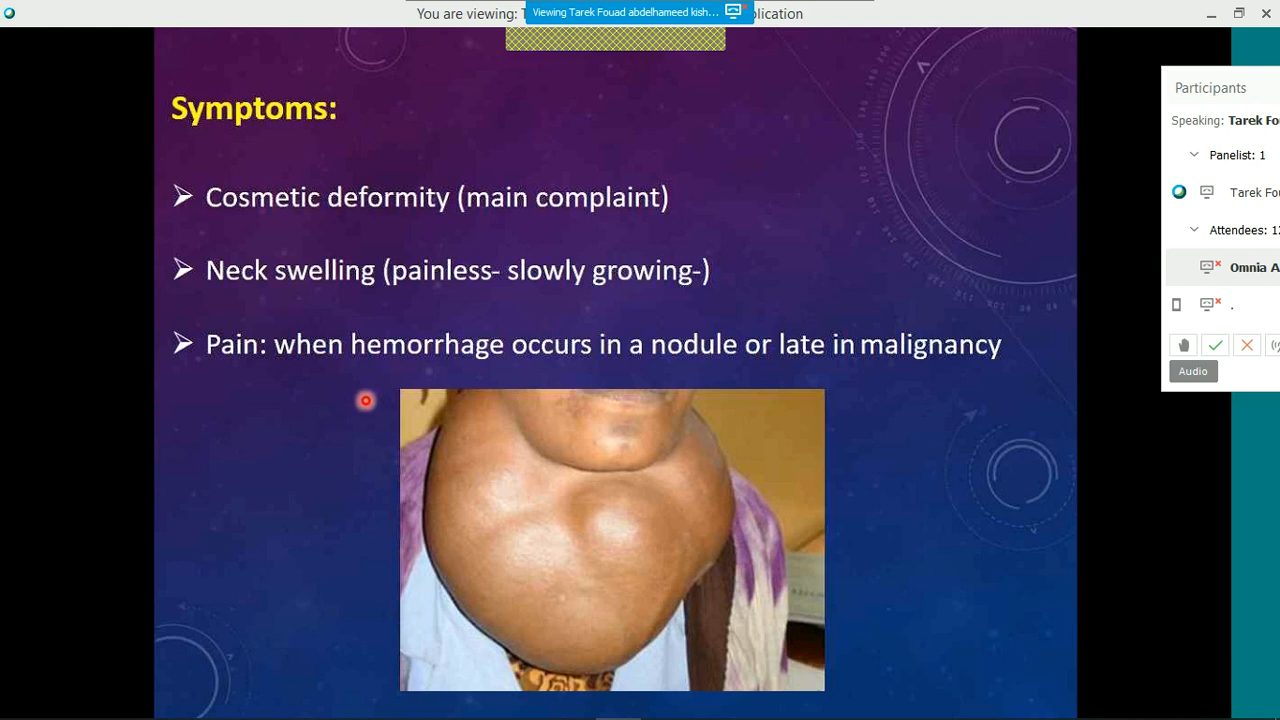 You are viewing: T
Viewing Tarek Fouad abdelhameed kish...
plication
Symptoms:
Cosmetic deformity (main complaint)
Neck swelling (painless- slowly growing-)
Pain: when hemorrhage occurs in a nodule or late in malignancy
Participants
Speaking: Tarek Fo
Panelist: 1
Tarek Fo
Attendees: 12
Omnia A
.
Audio